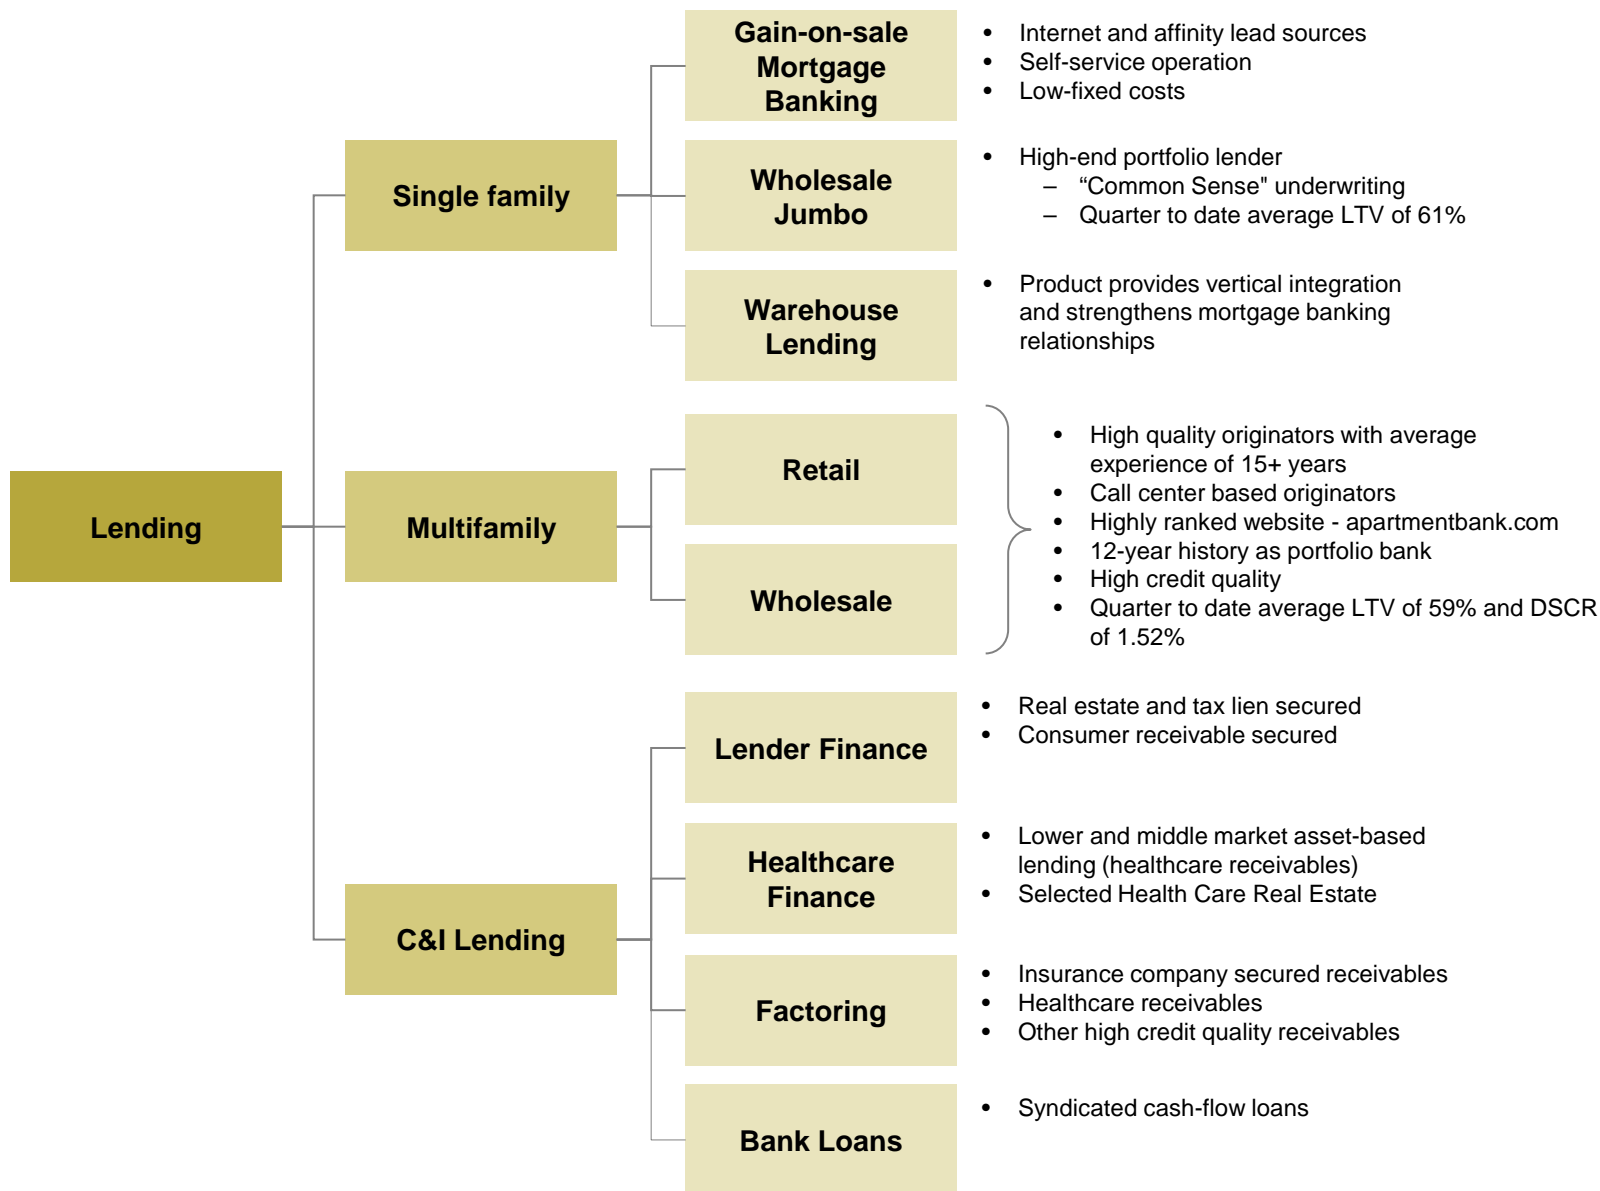 Lending
Single family
Gain-on-sale
Mortgage
Banking
• Internet and affinity lead sources
• Self-service operation
• Low-fixed costs
Wholesale
Jumbo
• High-end portfolio lender
– “Common Sense" underwriting
– Quarter to date average LTV of 61%
Warehouse
Lending
• Product provides vertical integration
and strengthens mortgage banking
relationships
Multifamily
Retail
Wholesale
• High quality originators with average
experience of 15+ years
• Call center based originators
• Highly ranked website - apartmentbank.com
• 12-year history as portfolio bank
• High credit quality
• Quarter to date average LTV of 59% and DSCR
of 1.52%
C&I Lending
Lender Finance
• Real estate and tax lien secured
• Consumer receivable secured
Healthcare
Finance
• Lower and middle market asset-based
lending (healthcare receivables)
• Selected Health Care Real Estate
Factoring
• Insurance company secured receivables
• Healthcare receivables
• Other high credit quality receivables
Bank Loans
• Syndicated cash-flow loans